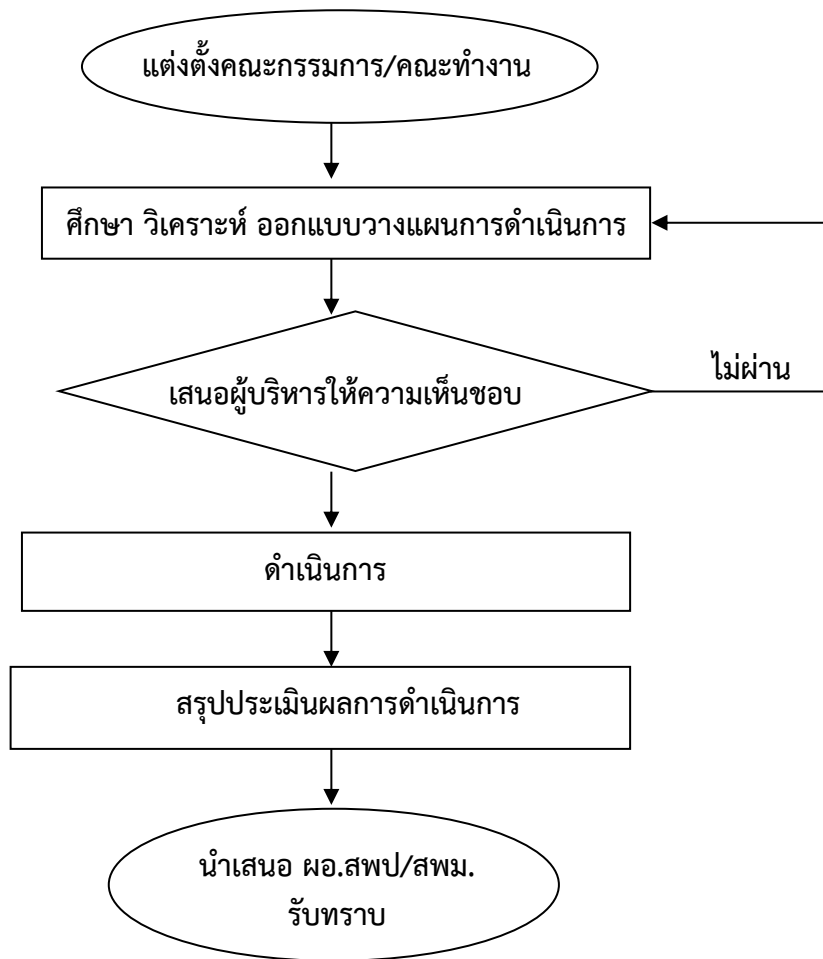 แต่งตั้งคณะกรรมการ/คณะทำงาน
ศึกษา วิเคราะห์ ออกแบบวางแผนการดำเนินการ
เสนอผู้บริหารให้ความเห็นชอบ
ไม่ผ่าน
ดำเนินการ
สรุปประเมินผลการดำเนินการ
นำเสนอ ผอ.สพป/สพม.
รับทราบ